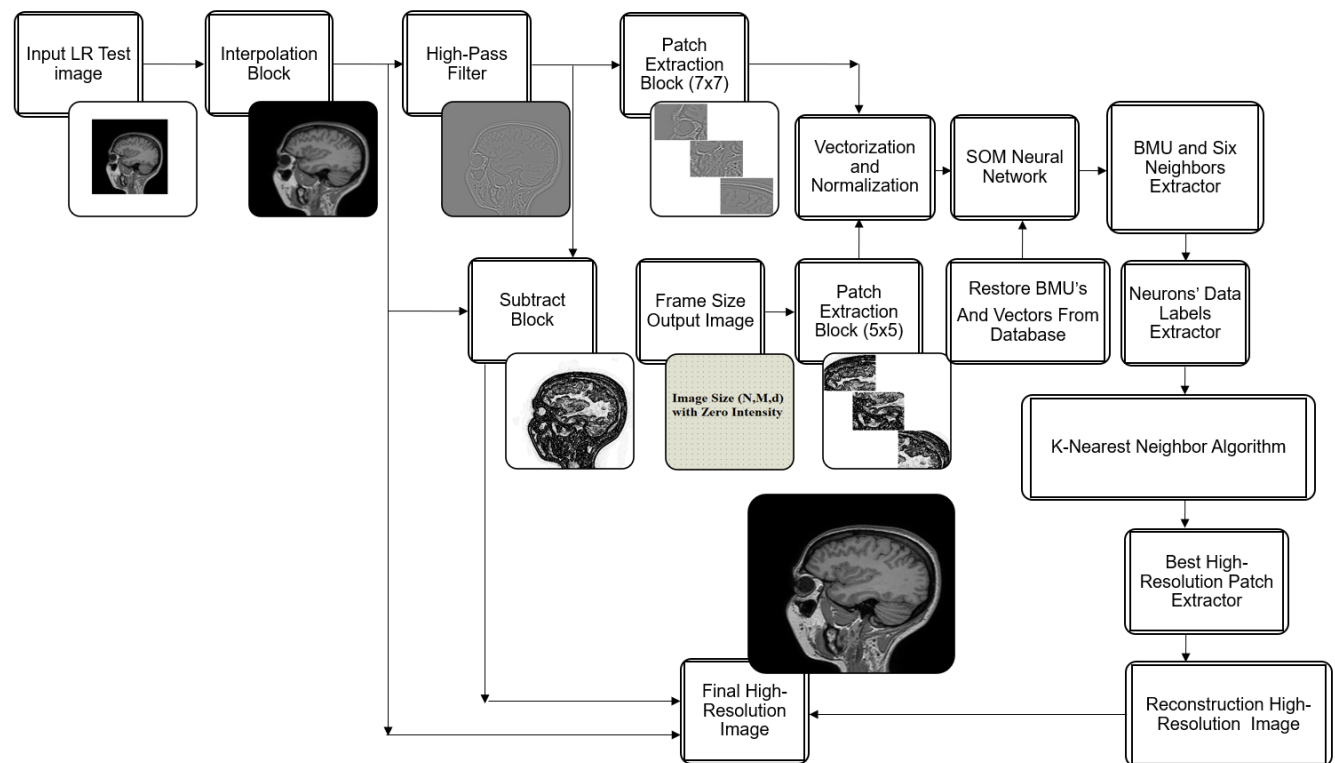 Input LR Test
image
Interpolation
Block
High-Pass
Filter
Patch
Extraction
Block (7x7)
Vectorization
and
Normalization
SOM Neural
Network
BMU and Six
Neighbors
Extractor
Subtract
Block
Frame Size
Output Image
Patch
Extraction
Block (5x5)
Restore BMU's
And Vectors From
Database
Neurons' Data
Labels
Extractor
Image Size (N,M,d)
with Zero Intensity
K-Nearest Neighbor Algorithm
Best High-
Resolution Patch
Extractor
Final High-
Resolution
Image
Reconstruction High-
Resolution Image